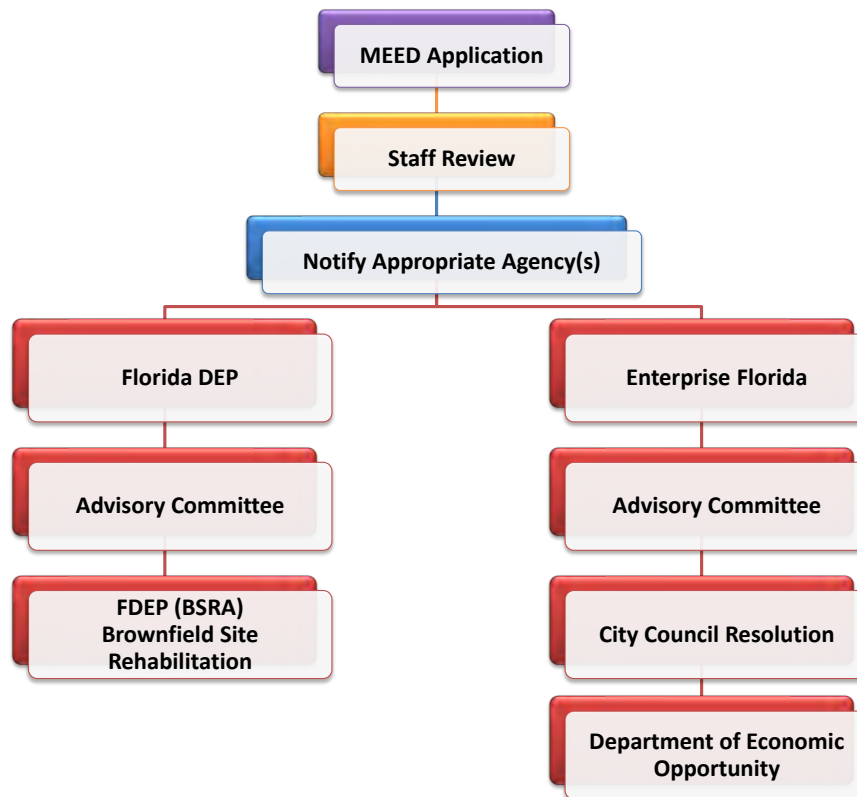 MEED Application
Staff Review
Notify Appropriate Agency(s)
Florida DEP
Enterprise Florida
Advisory Committee
Advisory Committee
FDEP (BSRA)
Brownfield Site
Rehabilitation
City Council Resolution
Department of Economic
Opportunity